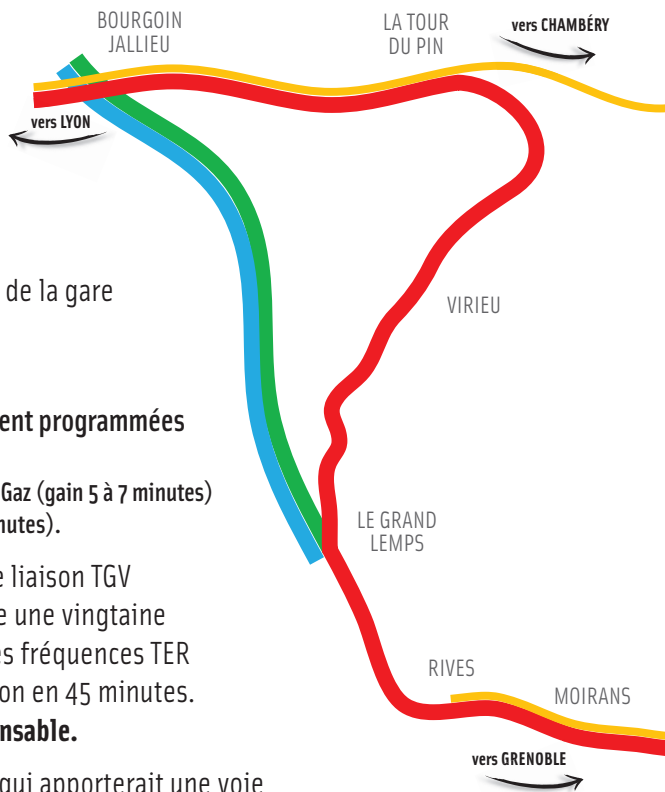 BOURGOIN
JALLIEU
LA TOUR
DU PIN
vers CHAMBÉRY
vers LYON
de la gare
VIRIEU
ent programmées
Gaz (gain 5 à 7 minutes)
nutes).
LE GRAND
LEMPS
e liaison TGV
e une vingtaine
es fréquences TER
on en 45 minutes.
nsable.
RIVES
MOIRANS
vers GRENOBLE
qui apporterait une voie